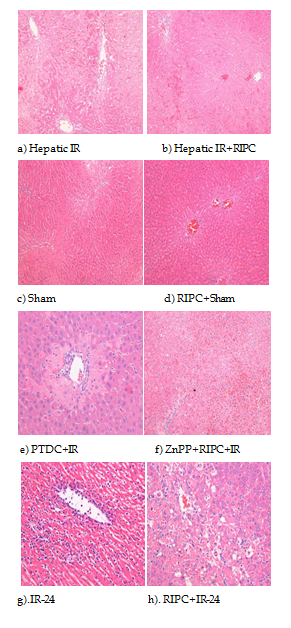 a) Hepatic IR b) Hepatic IR+RIPC
c) Sham d) RIPC+Sham
e) PTDC+IR f) ZnPP+RIPC+IR
g).IR-24 h). RIPC+IR-24